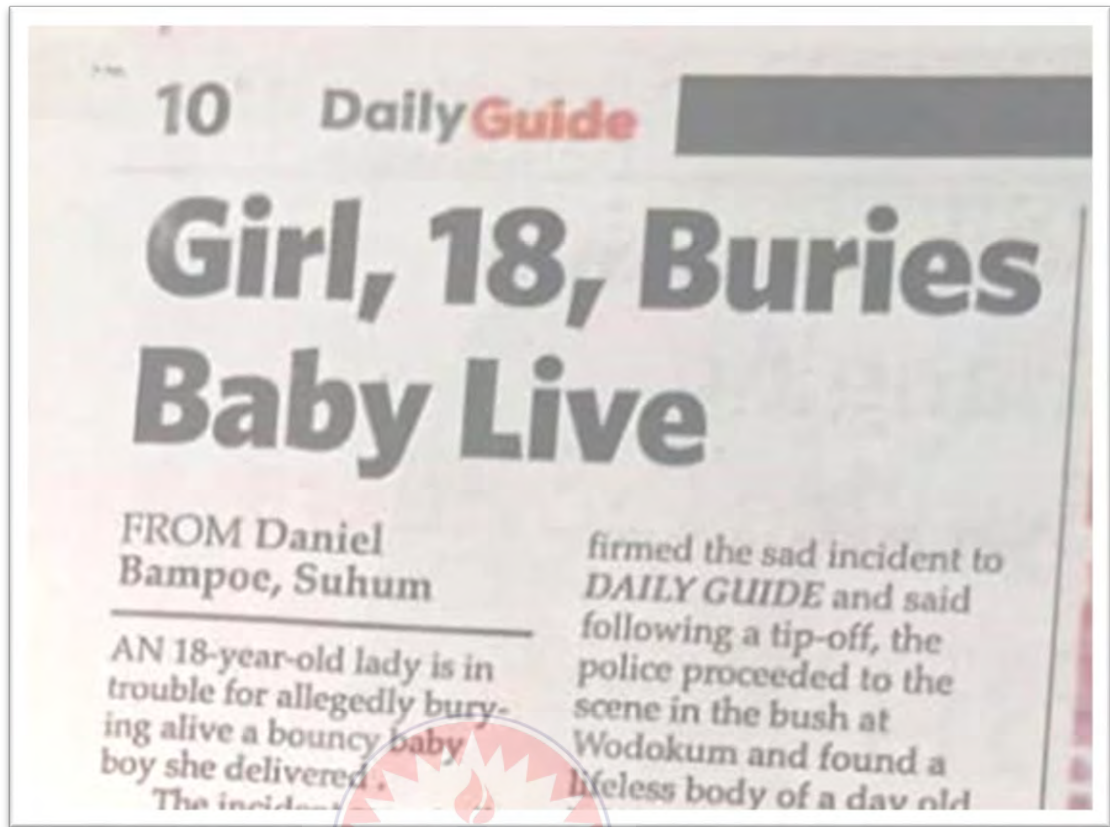 10 DailyGuide
Girl, 18, Buries
Baby Live
FROM Daniel
Bampoe, Suhum
AN 18-year-old lady is in
trouble for allegedly bury-
ing alive a bouncy baby
boy she delivered.
The incident
firmed the sad incident to
DAILY GUIDE and said
following a tip-off, the
police proceeded to the
scene in the bush at
Wodokum and found a
lifeless body of a day old